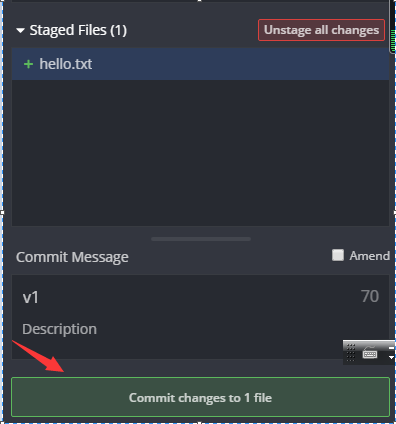 Staged Files (1) Unstage all changes
+ hello.txt
Commit Message Amend
v1 70
Description
Commit changes to 1 file